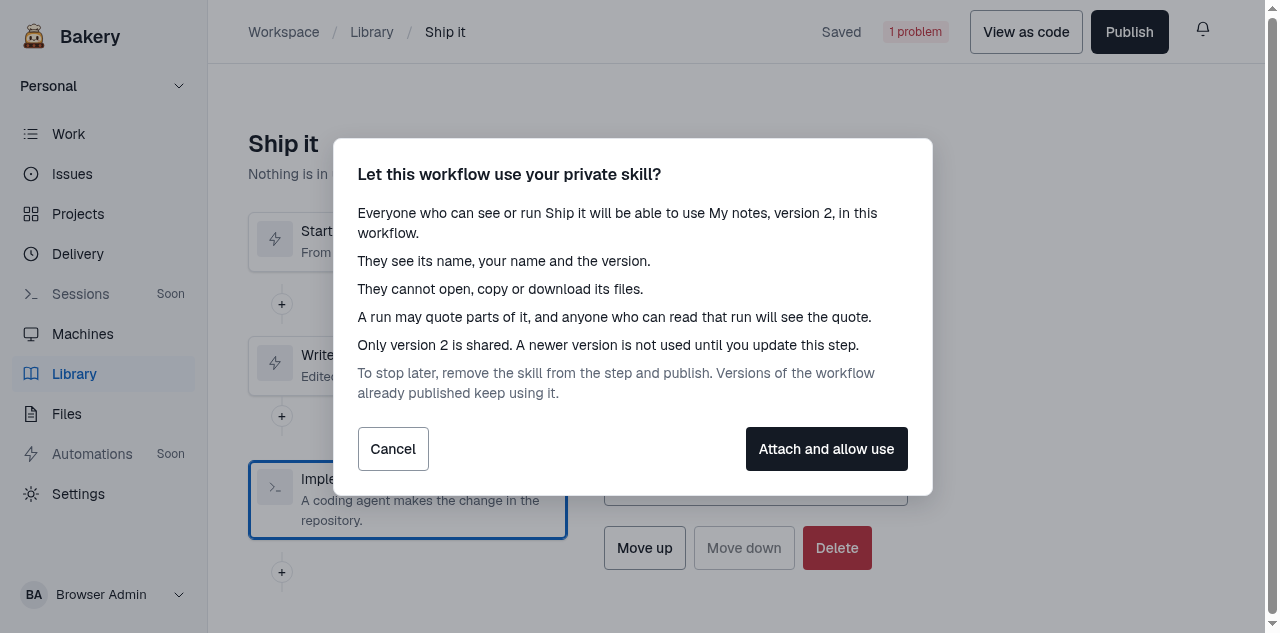 Bakery
Workspace / Library / Ship it
Saved
1 problem
View as code
Publish
Personal
Work
Issues
Projects
Delivery
Sessions Soon
Machines
Library
Files
Automations Soon
Settings
BA Browser Admin
Ship it
Nothing is in
Start
From
+
Write
Edited
+
Let this workflow use your private skill?
Everyone who can see or run Ship it will be able to use My notes, version 2, in this
workflow.
They see its name, your name and the version.
They cannot open, copy or download its files.
A run may quote parts of it, and anyone who can read that run will see the quote.
Only version 2 is shared. A newer version is not used until you update this step.
To stop later, remove the skill from the step and publish. Versions of the workflow
already published keep using it.
Cancel
Attach and allow use
A coding agent makes the change in the
repository.
+
Move up
Move down
Delete